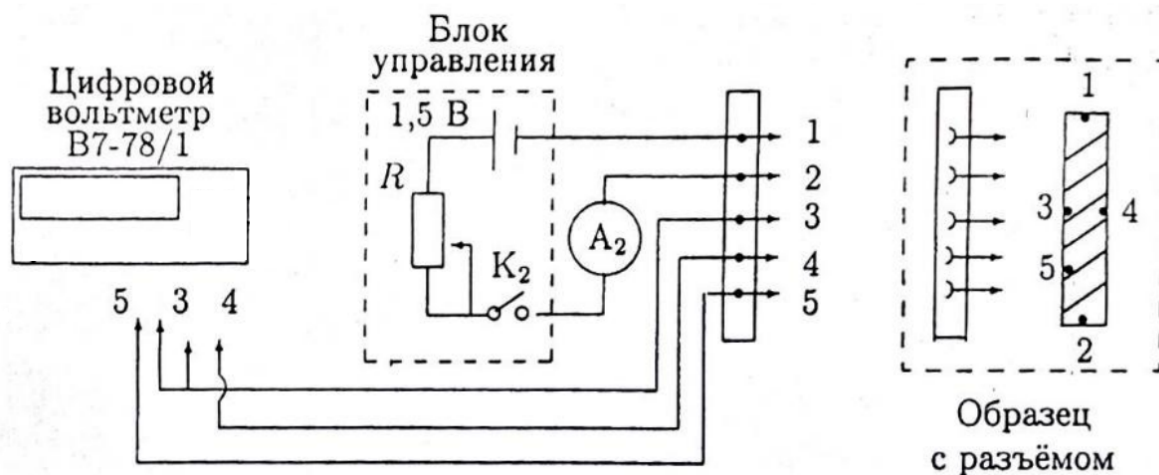 Блок
управления
Цифровой
вольтметр
В7-78/1
1,5 В
R
K₂
A₂
5 3 4
1
2
3
4
5
1
3
4
5
2
Образец
с разъёмом